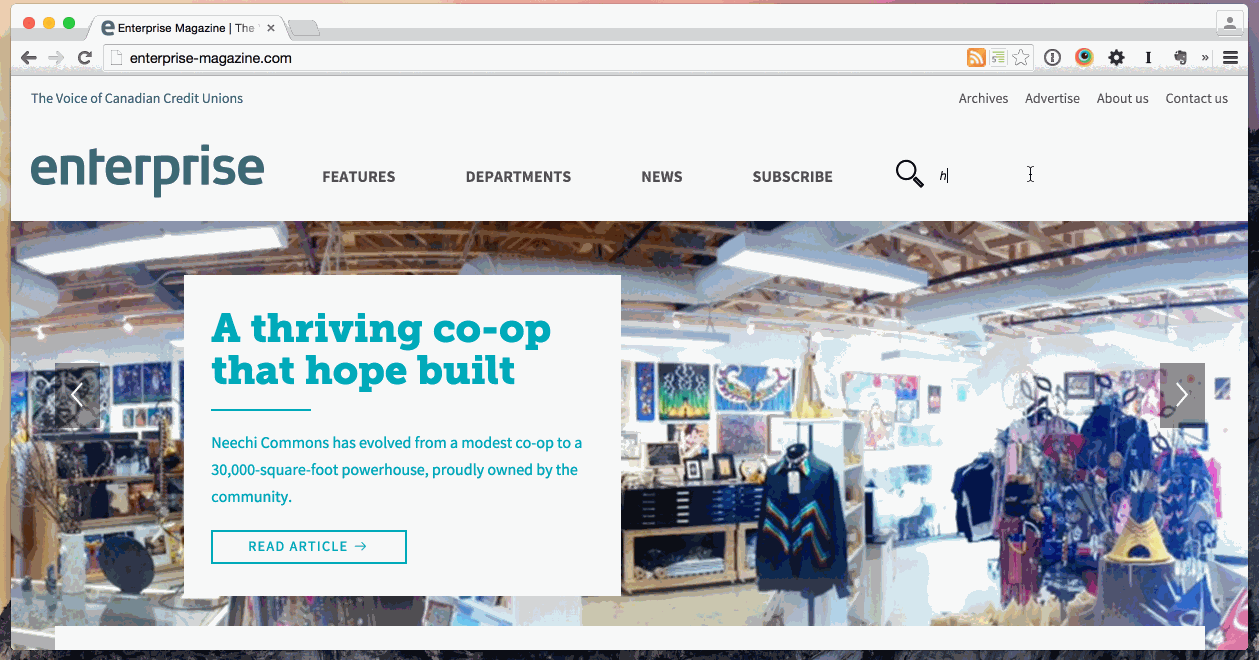 Enterprise Magazine | The
enterprise-magazine.com
The Voice of Canadian Credit Unions
Archives Advertise About us Contact us
enterprise FEATURES DEPARTMENTS NEWS SUBSCRIBE h
A thriving co-op
that hope built
Neechi Commons has evolved from a modest co-op to a
30,000-square-foot powerhouse, proudly owned by the
community.
READ ARTICLE →